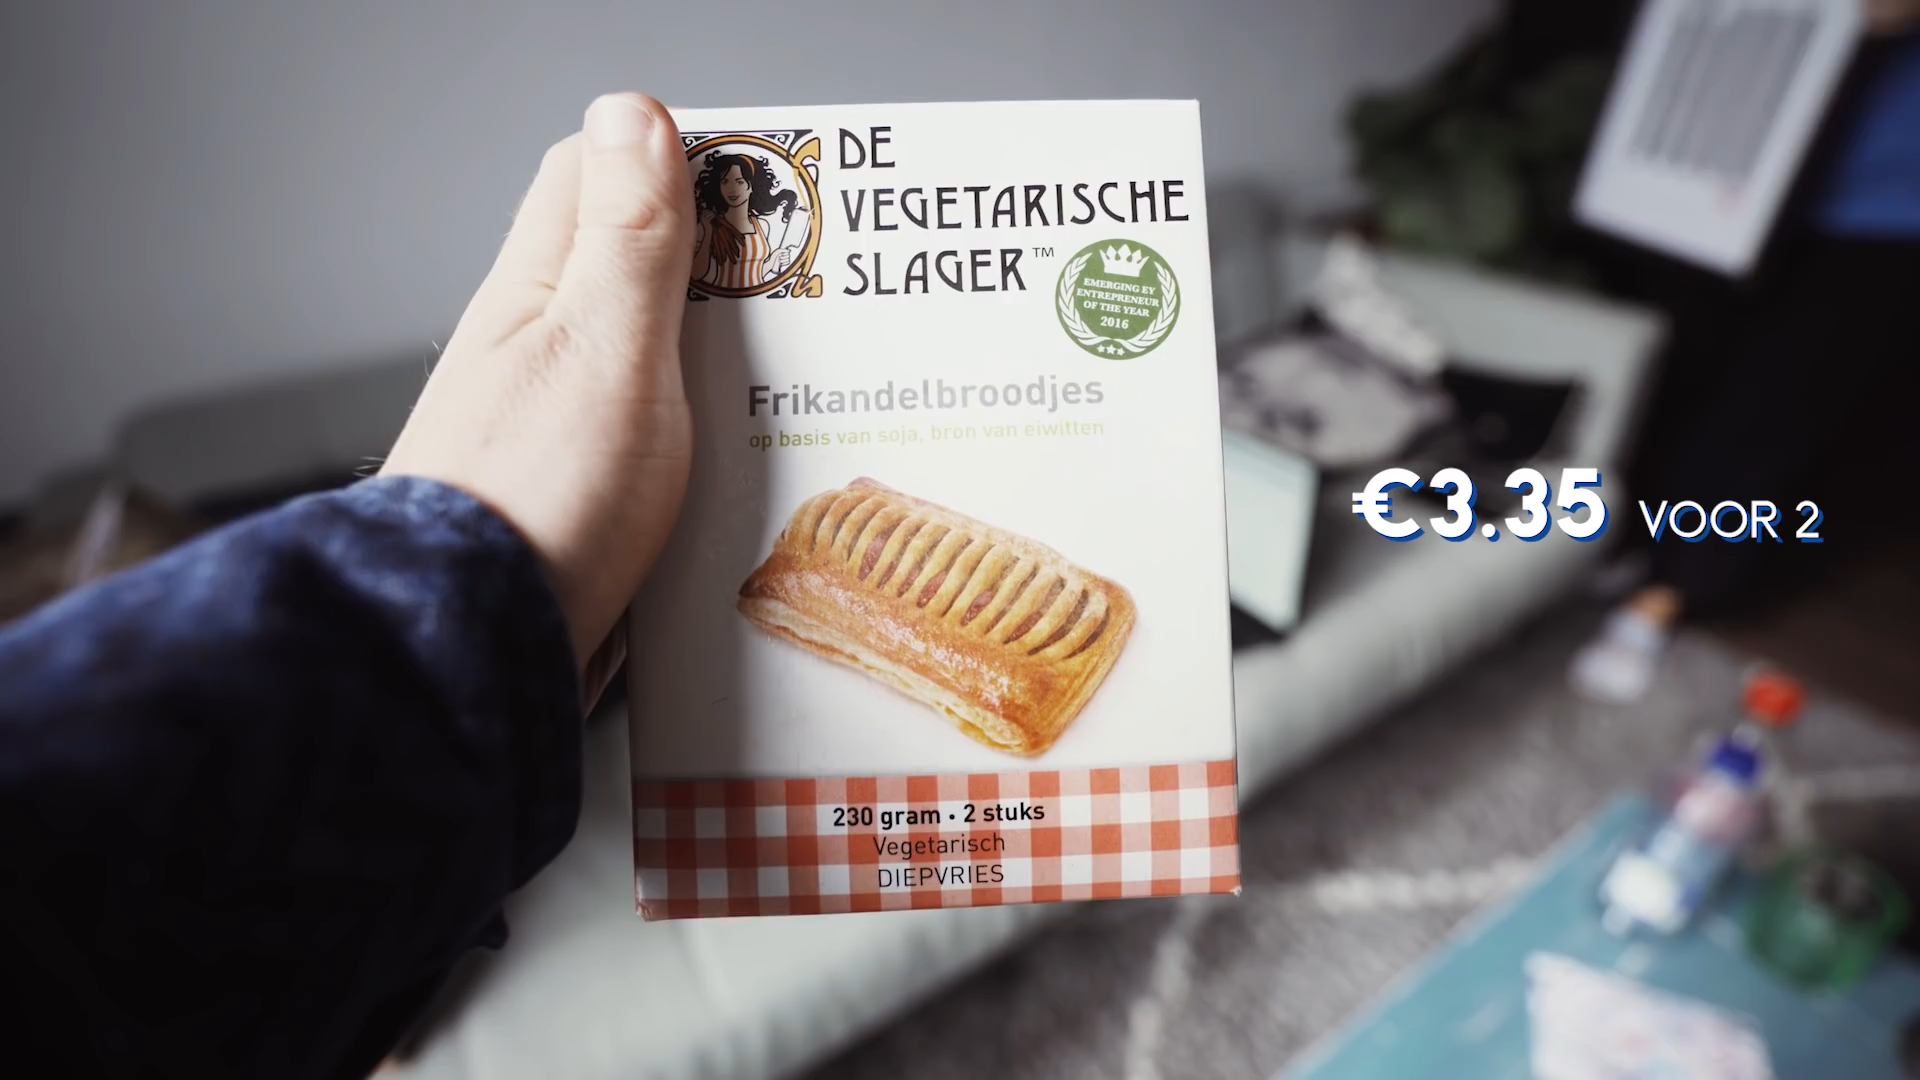 DE
VEGETARISCHE
SLAGER™
EMERGING EY
ENTREPRENEUR
OF THE YEAR
2016
Frikandelbroodjes
op basis van soja, bron van eiwitten
€3.35 VOOR 2
230 gram • 2 stuks
Vegetarisch
DIEPVRIES